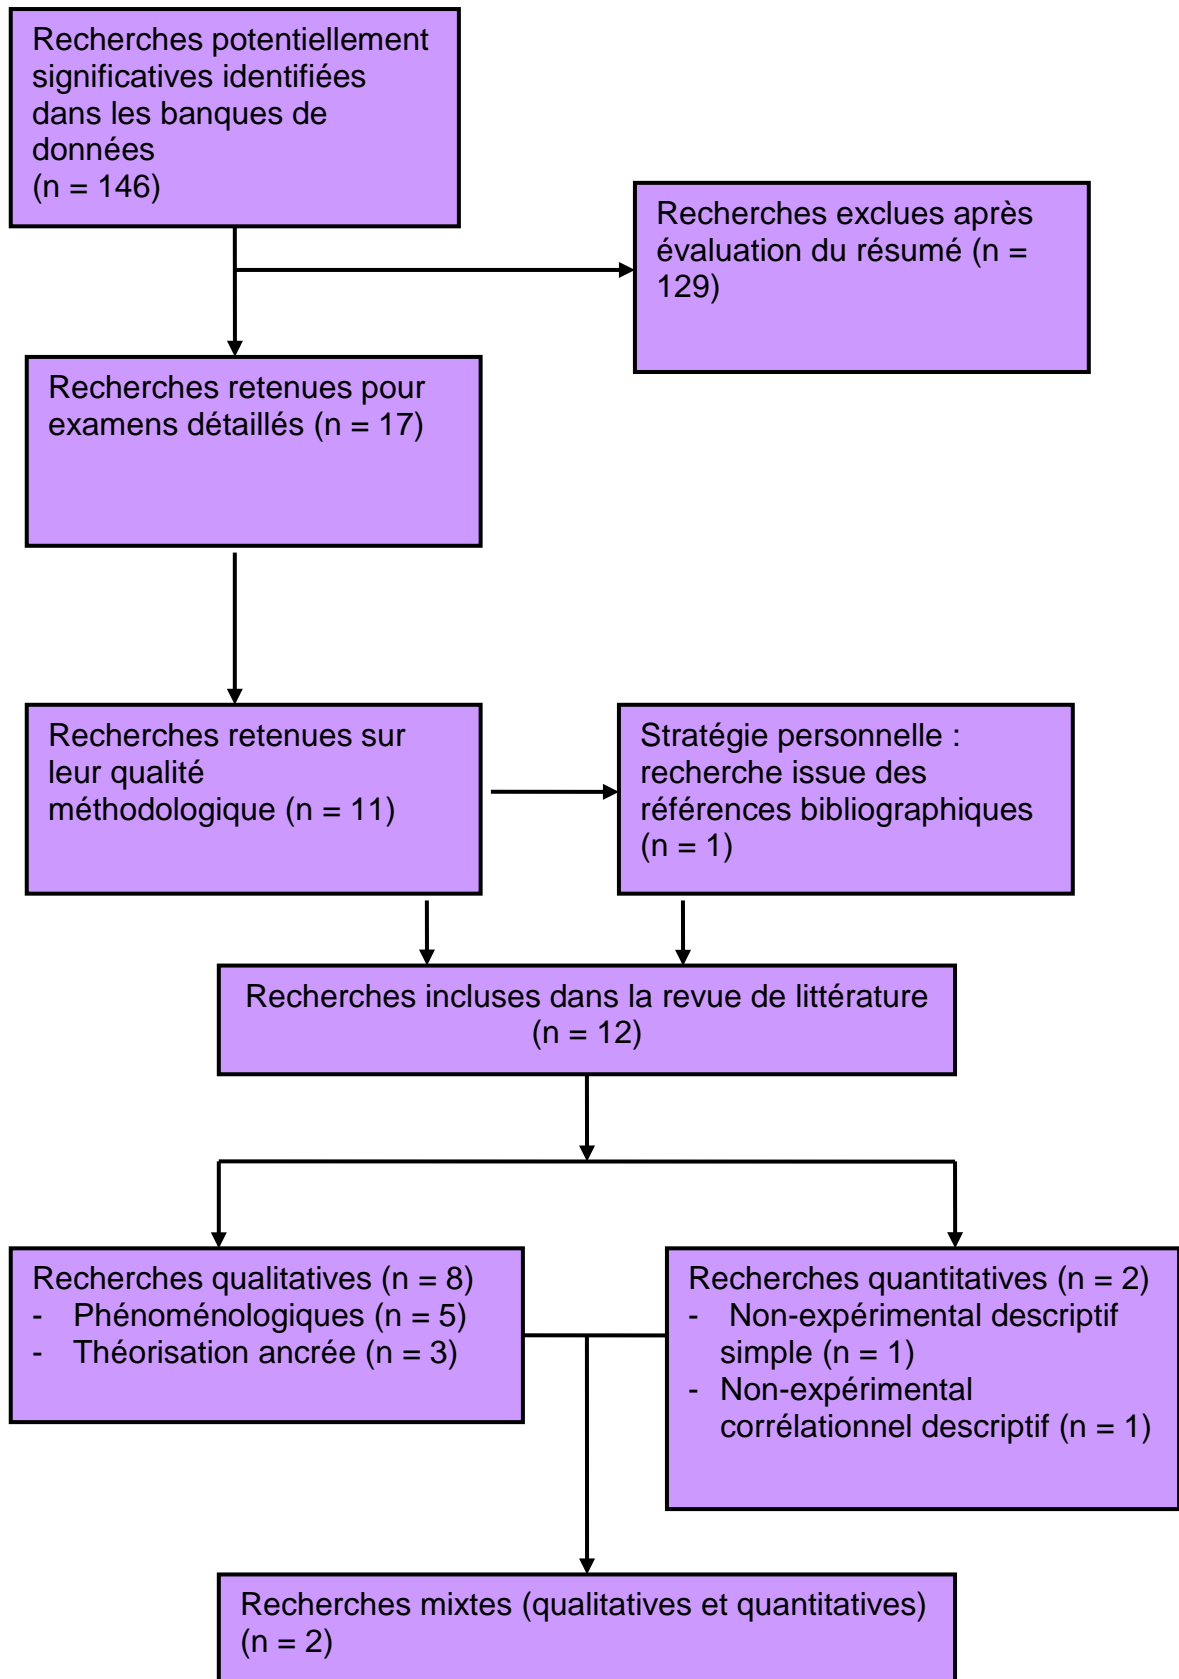 Recherches potentiellement
significatives identifiées
dans les banques de
données
(n = 146)
Recherches exclues après
évaluation du résumé (n =
129)
Recherches retenues pour
examens détaillés (n = 17)
Recherches retenues sur
leur qualité
méthodologique (n = 11)
Stratégie personnelle :
recherche issue des
références bibliographiques
(n = 1)
Recherches incluses dans la revue de littérature
(n = 12)
Recherches qualitatives (n = 8)
- Phénoménologiques (n = 5)
- Théorisation ancrée (n = 3)
Recherches quantitatives (n = 2)
- Non-expérimental descriptif
simple (n = 1)
- Non-expérimental
corrélationnel descriptif (n = 1)
Recherches mixtes (qualitatives et quantitatives)
(n = 2)